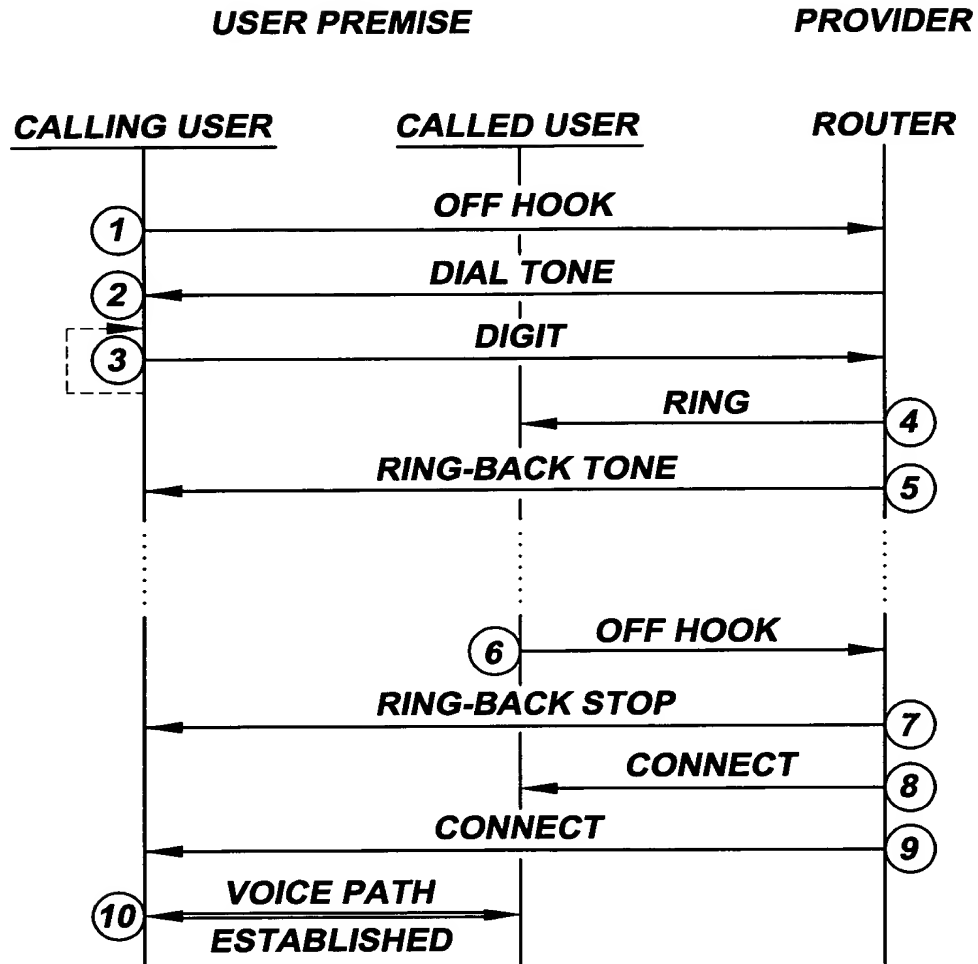 USER PREMISE PROVIDER
CALLING USER CALLED USER ROUTER
OFF HOOK
1
DIAL TONE
2
DIGIT
3
RING
4
RING-BACK TONE
5
OFF HOOK
6
RING-BACK STOP
7
CONNECT
8
CONNECT
9
VOICE PATH
10
ESTABLISHED